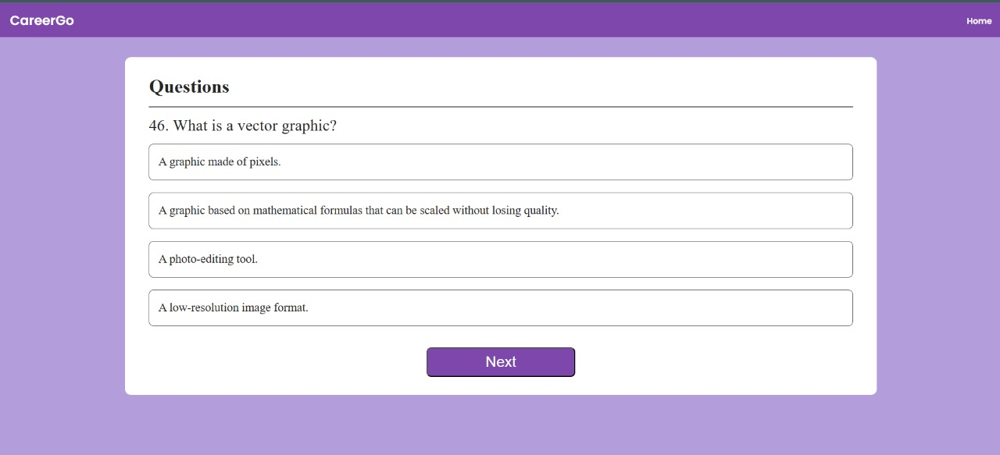 CareerGo
Home
Questions
46. What is a vector graphic?
A graphic made of pixels.
A graphic based on mathematical formulas that can be scaled without losing quality.
A photo-editing tool.
A low-resolution image format.
Next